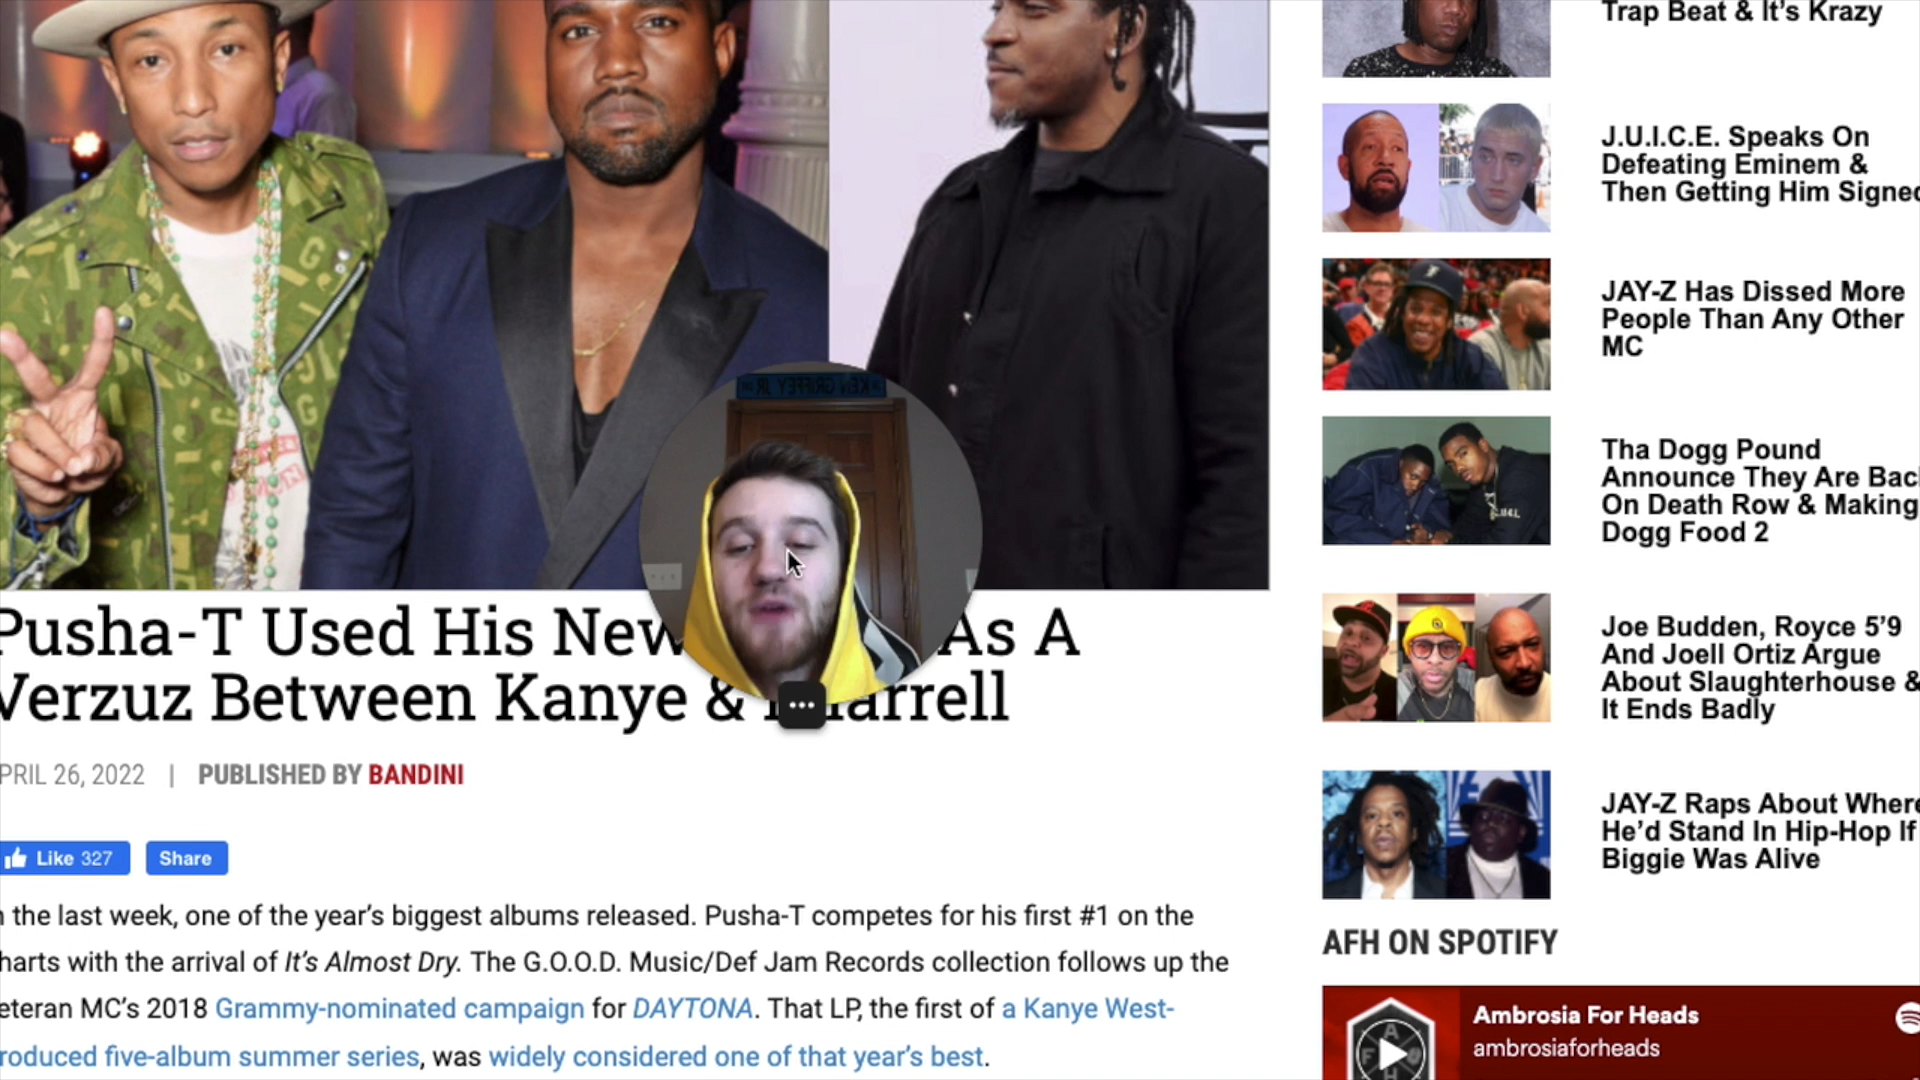 Trap Beat & It's Krazy
J.U.I.C.E. Speaks On
Defeating Eminem &
Then Getting Him Signed
JAY-Z Has Dissed More
People Than Any Other
MC
Tha Dogg Pound
Announce They Are Bac
On Death Row & Making
Dogg Food 2
Joe Budden, Royce 5'9
And Joell Ortiz Argue
About Slaughterhouse &
It Ends Badly
JAY-Z Raps About Where
He'd Stand In Hip-Hop If
Biggie Was Alive
AFH ON SPOTIFY
Ambrosia For Heads
ambrosiaforheads
KEN GRIFFEY JR
Pusha-T Used His New As A
Verzuz Between Kanye & arrell
PRIL 26, 2022 | PUBLISHED BY BANDINI
Like 327 Share
the last week, one of the year's biggest albums released. Pusha-T competes for his first #1 on the
harts with the arrival of It's Almost Dry. The G.O.O.D. Music/Def Jam Records collection follows up the
eteran MC's 2018 Grammy-nominated campaign for DAYTONA. That LP, the first of a Kanye West-
roduced five-album summer series, was widely considered one of that year's best.